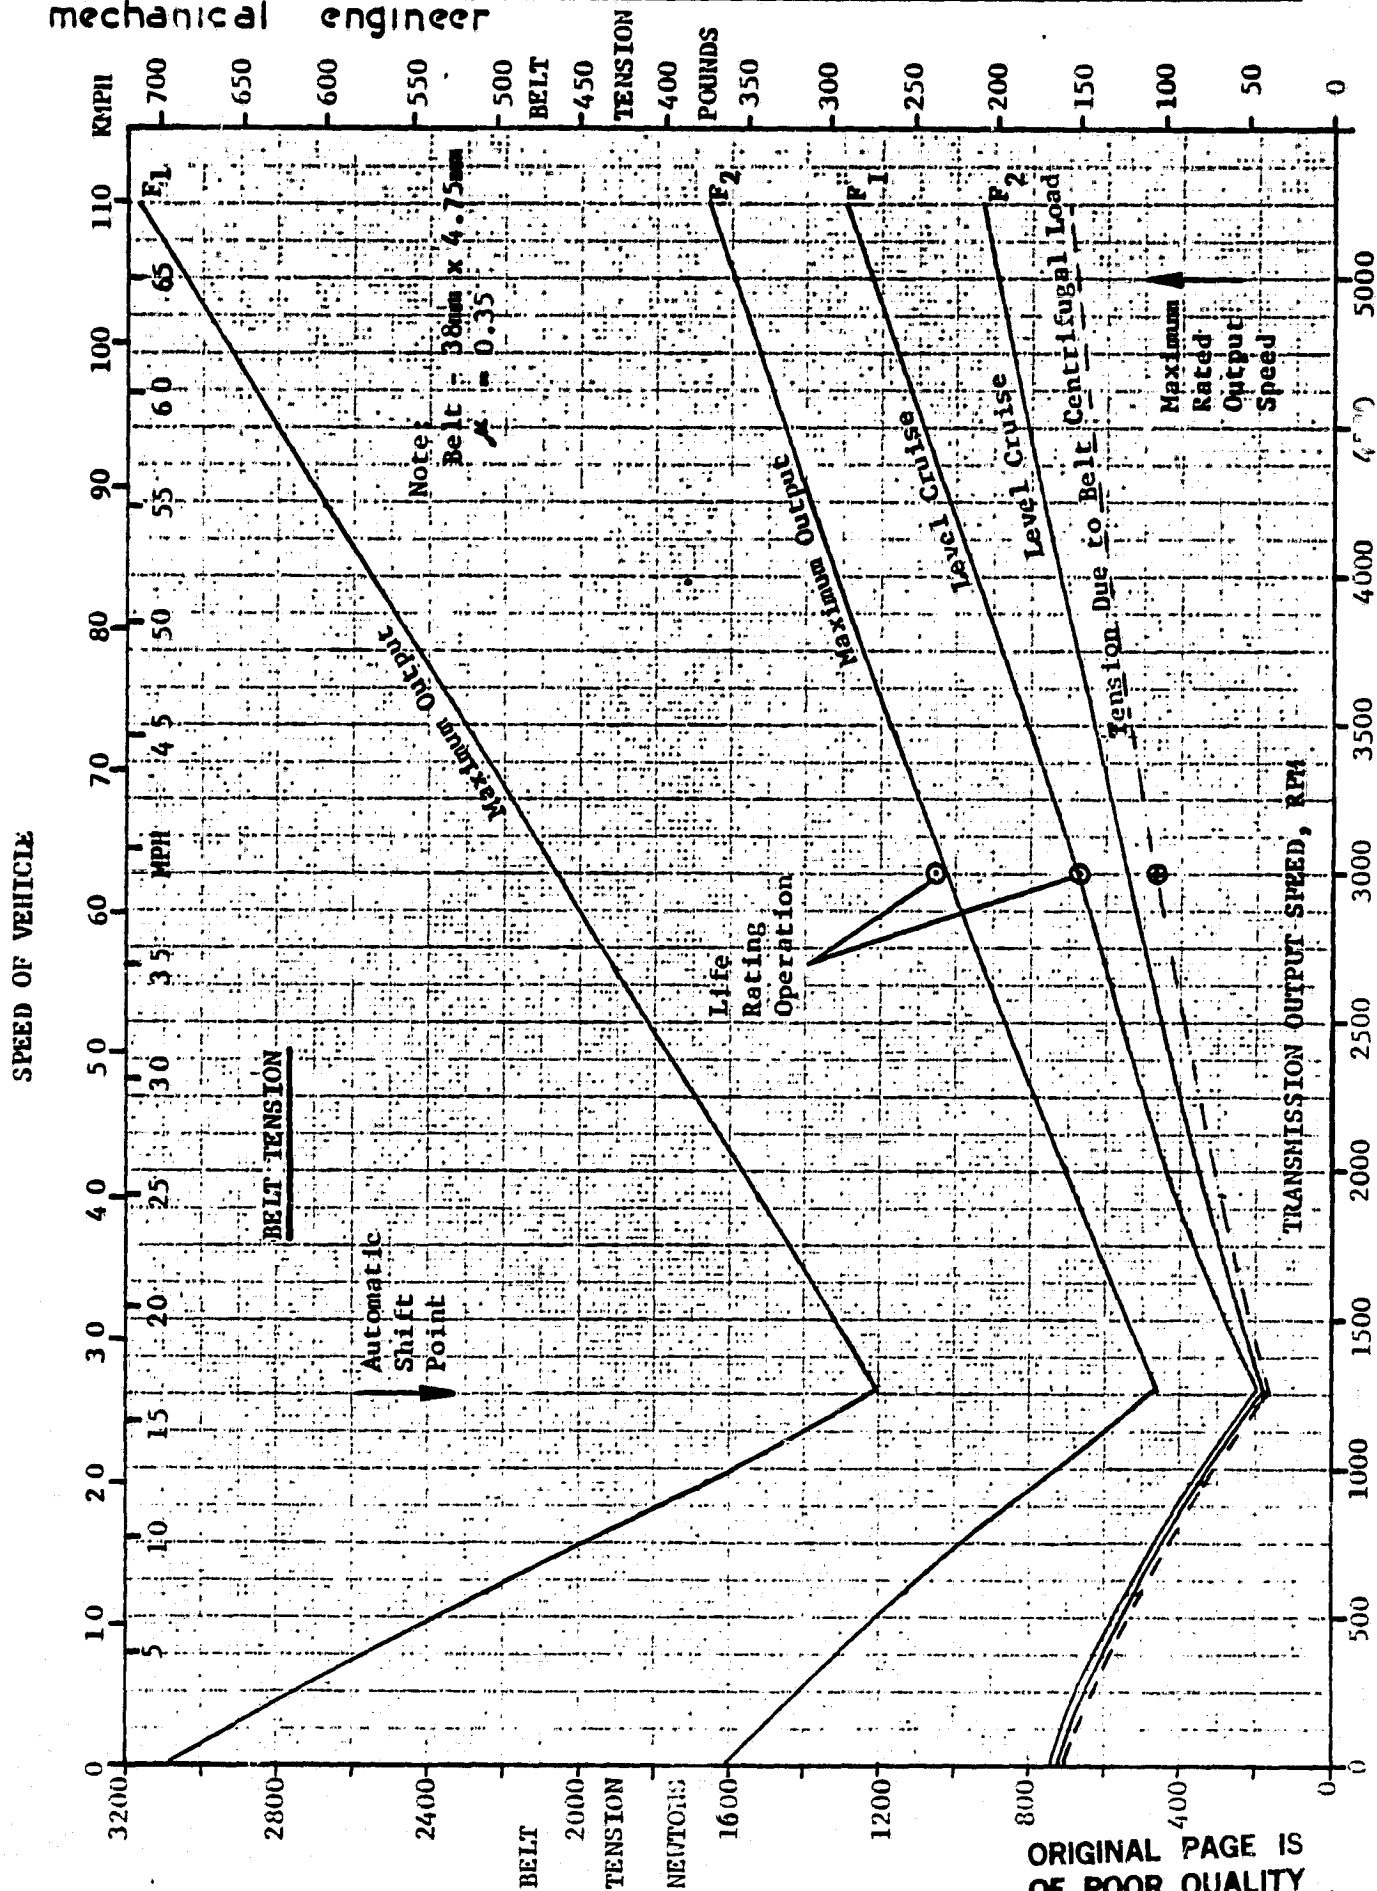 mechanical engineer
SPEED OF VEHICLE
KMPH
0 10 20 30 40 50 60 70 80 90 100 110
5 10 15 20 25 30 35 MPH 45 50 55 60 65
BELT TENSION
Automatic
Shift
Point
Life
Rating
Operation
Note:
Belt - 38mm x 4.75mm
μ = 0.35
Maximum Output
F1
Maximum Output
F2
Level Cruise
F1
Level Cruise
F2
Tension Due to Belt Centrifugal Load
Maximum
Rated
Output
Speed
3200
2800
2400
2000
1600
1200
800
400
0
BELT
TENSION
NEWTONS
700
650
600
550
500
450
400
350
300
250
200
150
100
50
0
BELT
TENSION
POUNDS
TRANSMISSION OUTPUT SPEED, RPM
0 500 1000 1500 2000 2500 3000 3500 4000 5000
ORIGINAL PAGE IS
OF POOR QUALITY